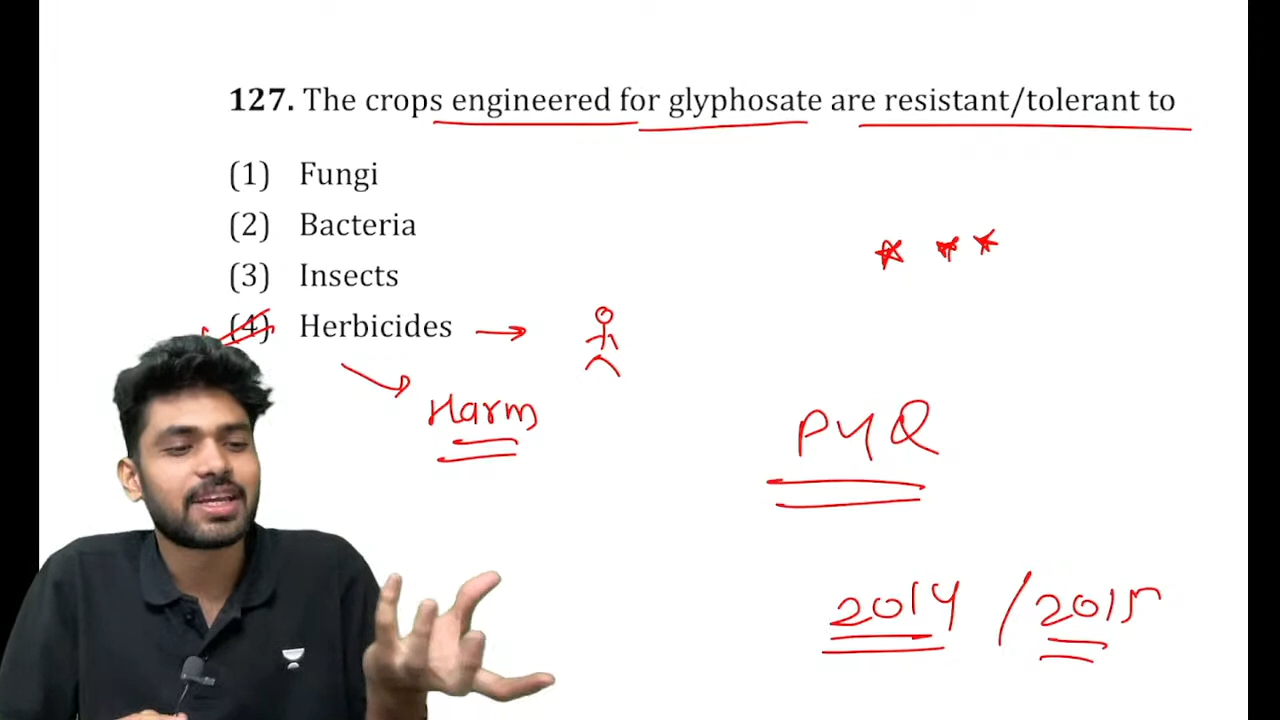 127. The crops engineered for glyphosate are resistant/tolerant to
(1) Fungi
(2) Bacteria
(3) Insects
(4) Herbicides
Harm
PYQ
2014 / 2015